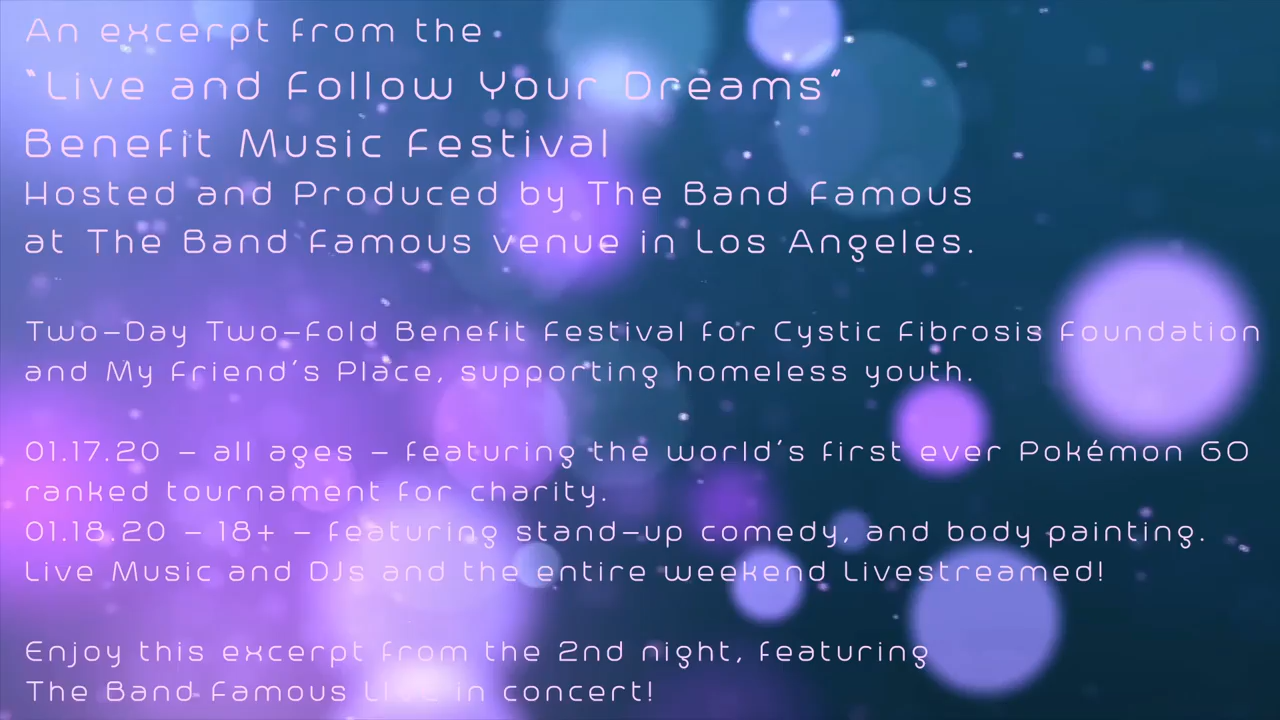 An excerpt from the
"Live and Follow Your Dreams"
Benefit Music Festival
Hosted and Produced by The Band Famous
at The Band Famous venue in Los Angeles.
Two-Day Two-Fold Benefit Festival for Cystic Fibrosis Foundation
and My Friend's Place, supporting homeless youth.
01.17.20 - all ages - featuring the world's first ever Pokémon GO
ranked tournament for charity.
01.18.20 - 18+ - featuring stand-up comedy, and body painting.
Live Music and DJs and the entire weekend Livestreamed!
Enjoy this excerpt from the 2nd night, featuring
The Band Famous LIVE in concert!